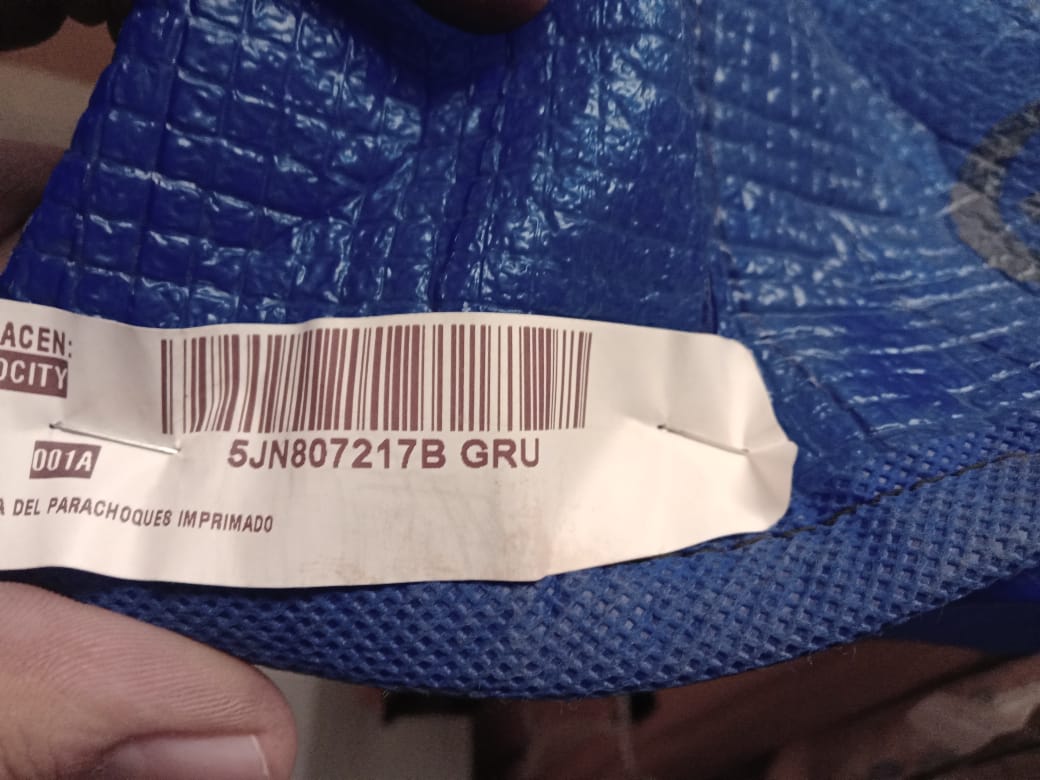 ACEN:
OCITY
5JN807217B GRU
001A
A DEL PARACHOQUES IMPRIMADO